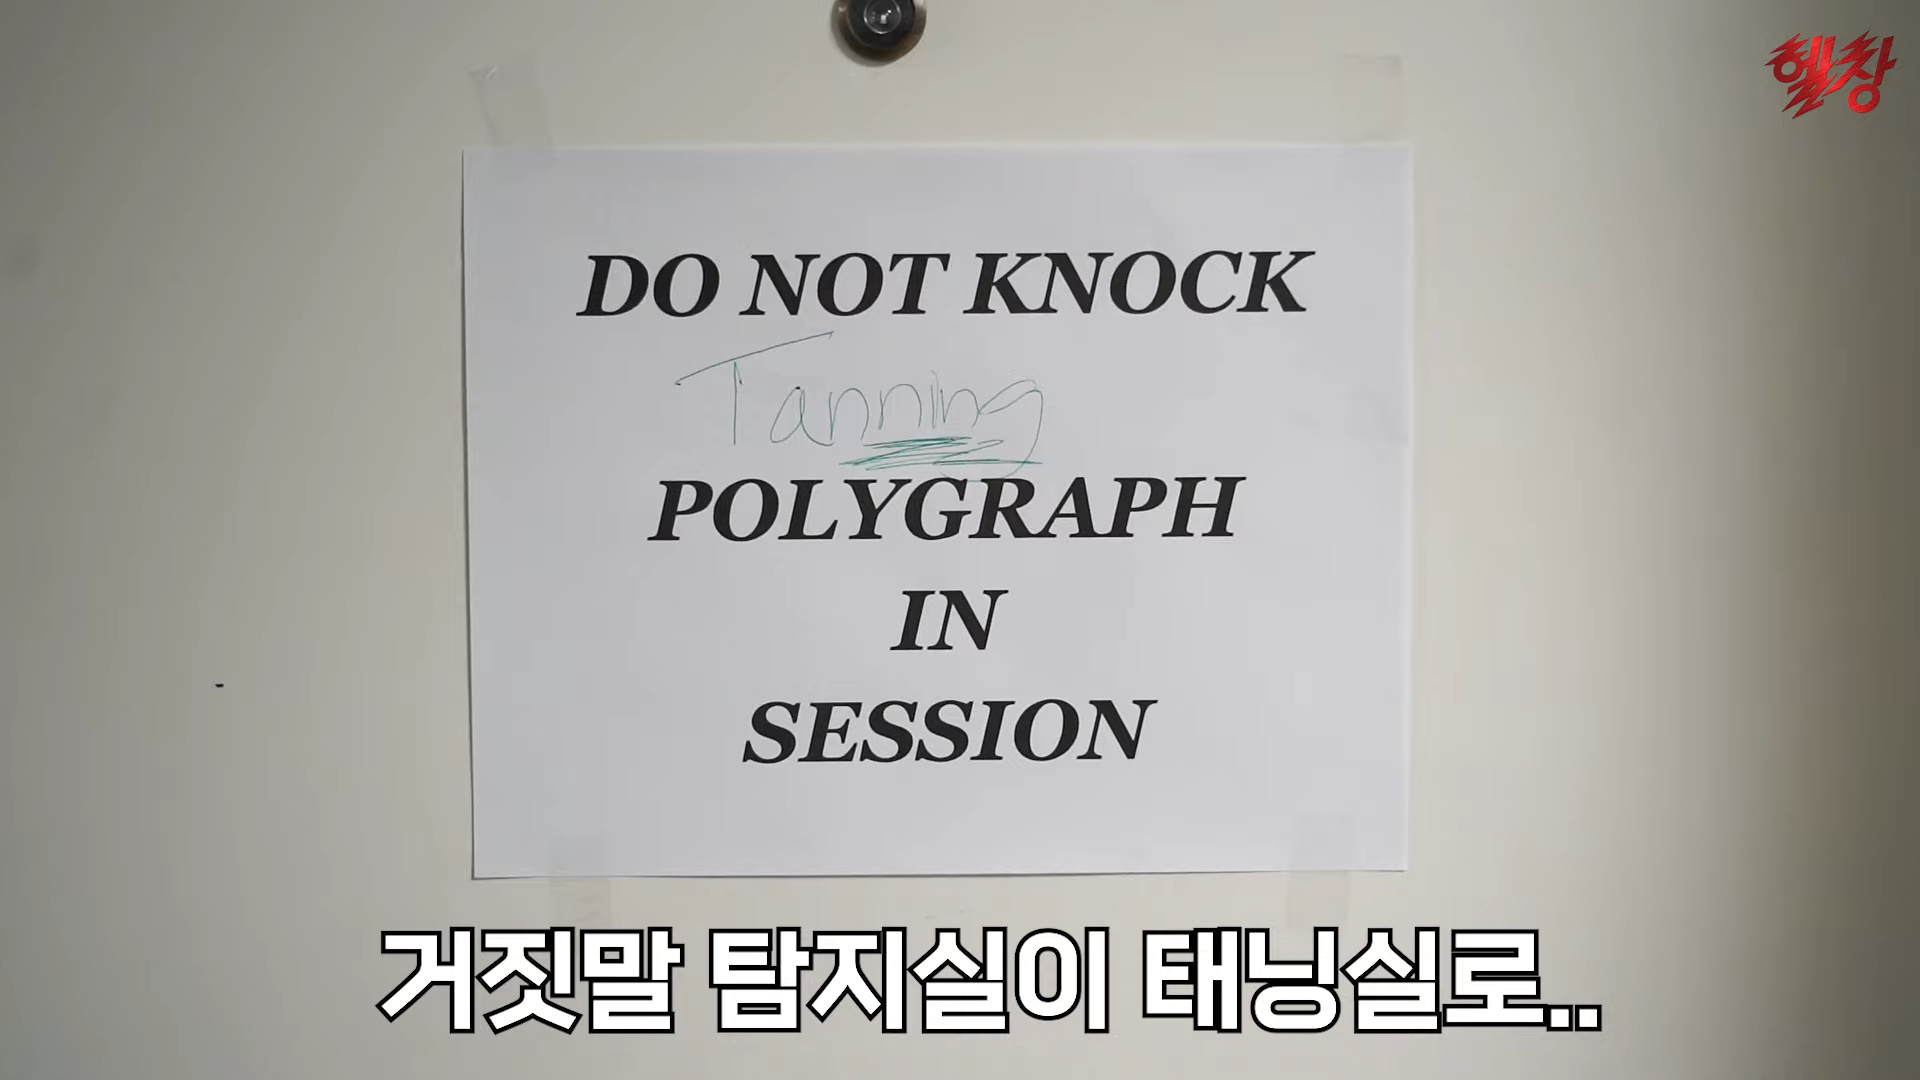 헬창
DO NOT KNOCK
Tanning
POLYGRAPH
IN
SESSION
거짓말 탐지실이 태닝실로..